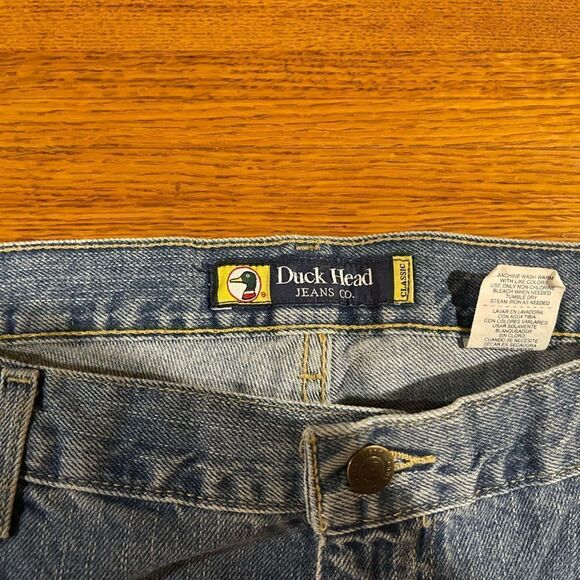 Duck Head
JEANS CO.
CLASSIC
MACHINE WASH WARM
WITH LIKE COLORS
USE ONLY NON-CHLORINE
BLEACH WHEN NEEDED
TUMBLE DRY
STEAM IRON AS NEEDED
LAVAR EN LAVADORA
CON AGUA TIBIA
CON COLORES SIMILARES
USAR SOLAMENTE
BLANQUEADOR
SIN CLORO
CUANDO SE NECESITE
SECAR EN SECADORA